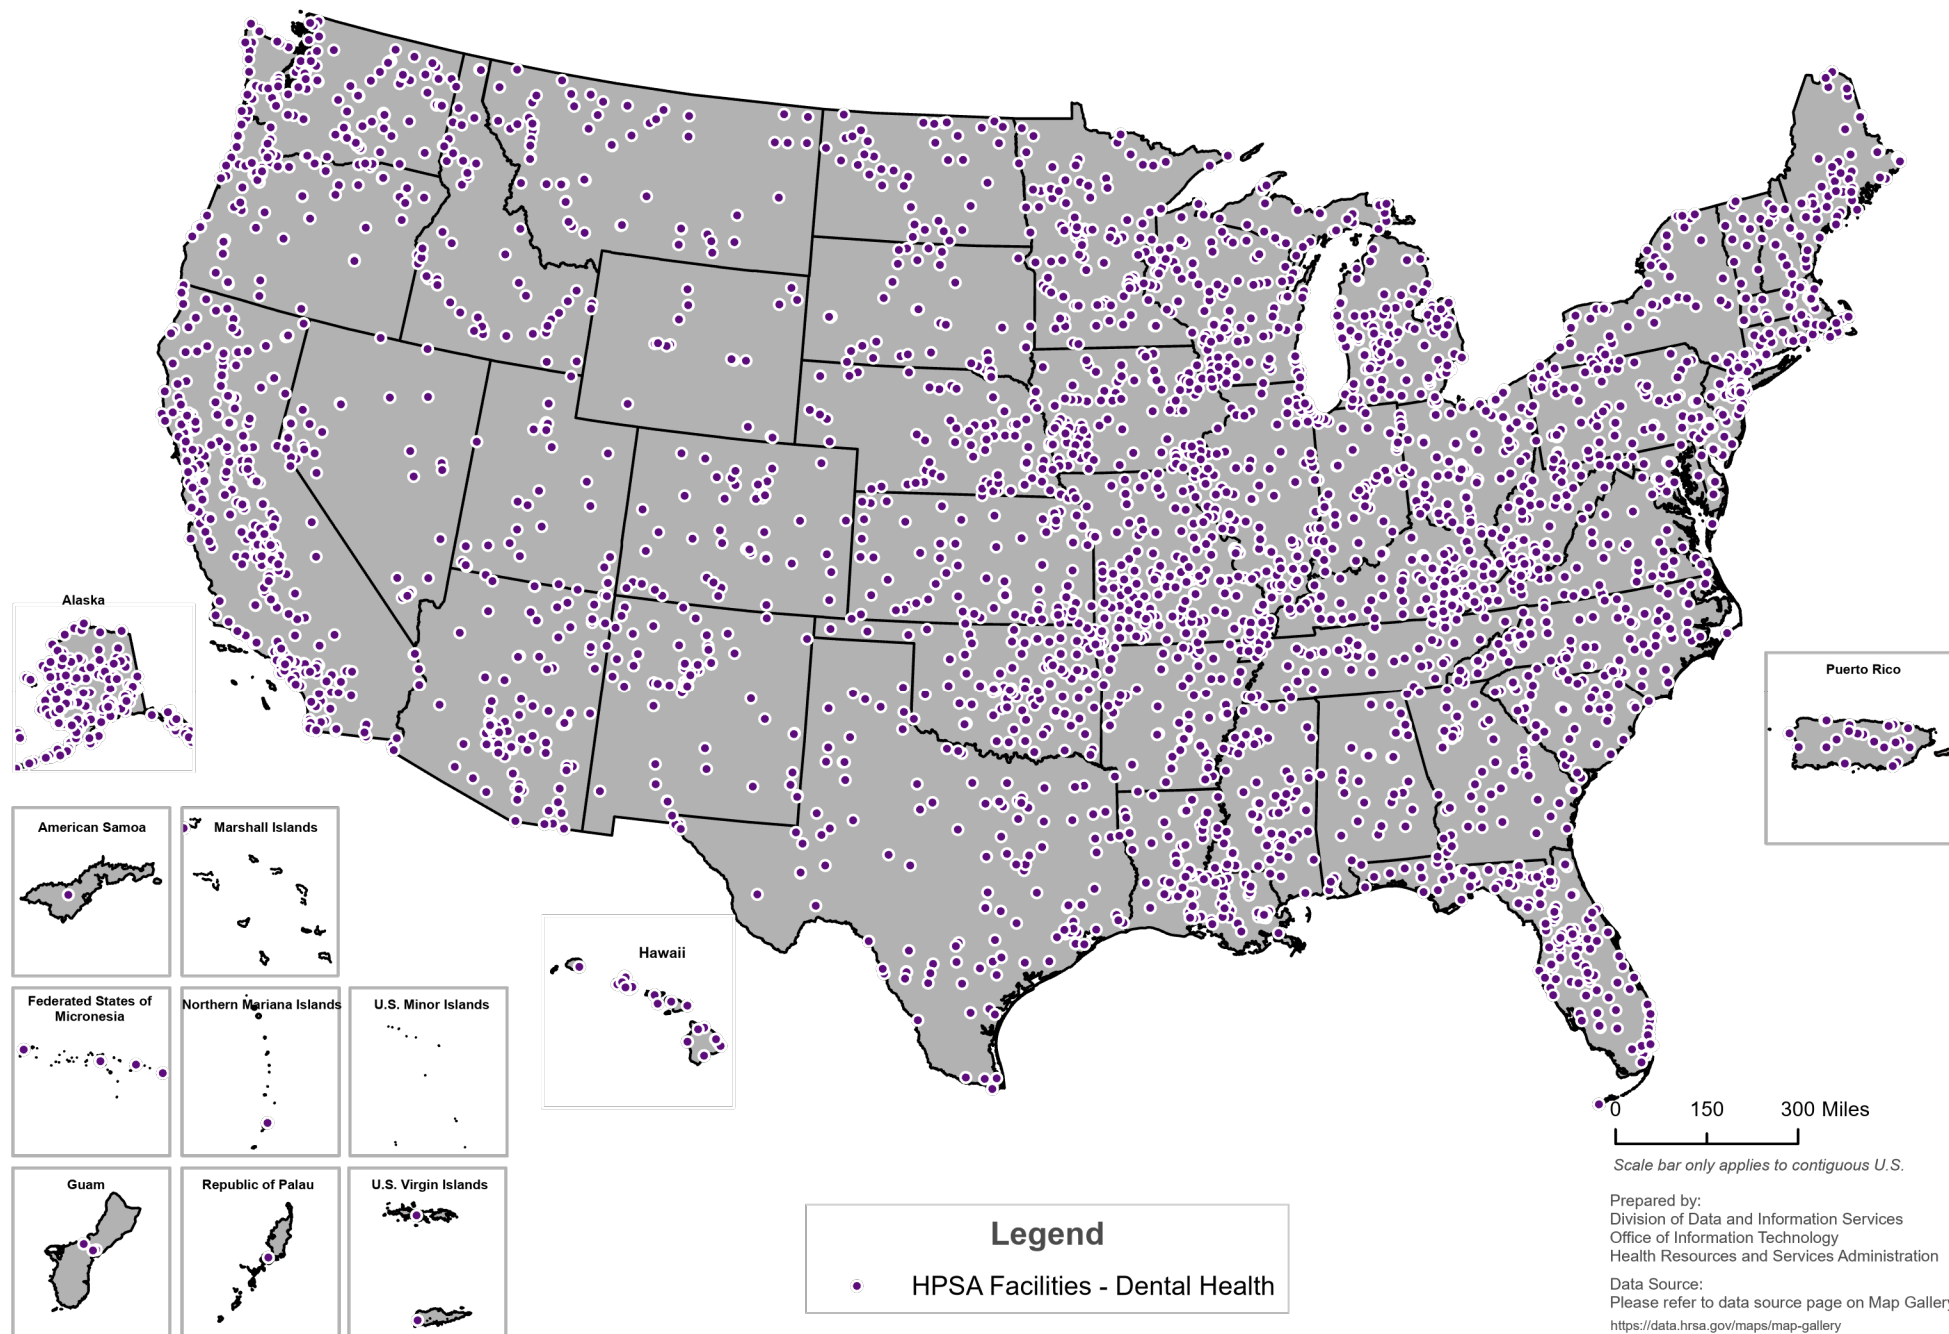 Alaska
Puerto Rico
American Samoa
Marshall Islands
Hawaii
Federated States of
Micronesia
Northern Mariana Islands
U.S. Minor Islands
0 150 300 Miles
Scale bar only applies to contiguous U.S.
Guam
Republic of Palau
U.S. Virgin Islands
Legend
HPSA Facilities - Dental Health
Prepared by:
Division of Data and Information Services
Office of Information Technology
Health Resources and Services Administration
Data Source:
Please refer to data source page on Map Gallery
https://data.hrsa.gov/maps/map-gallery